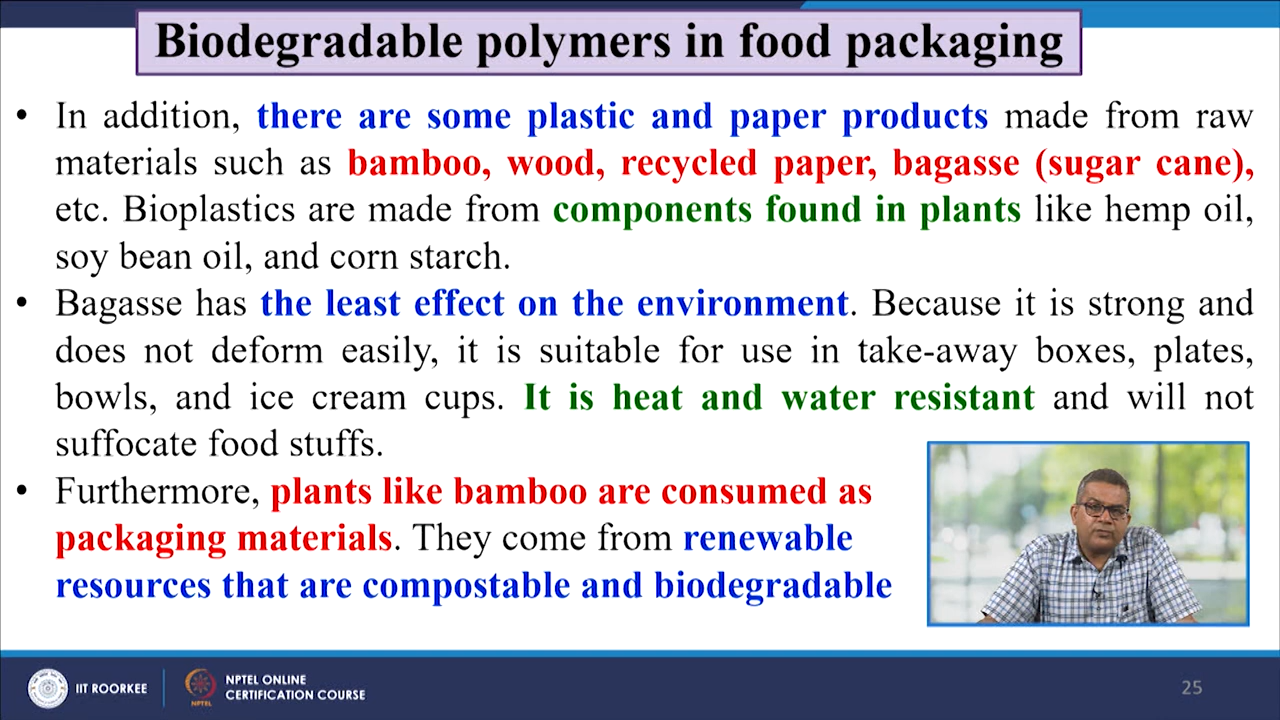 Biodegradable polymers in food packaging
• In addition, there are some plastic and paper products made from raw
materials such as bamboo, wood, recycled paper, bagasse (sugar cane),
etc. Bioplastics are made from components found in plants like hemp oil,
soy bean oil, and corn starch.
• Bagasse has the least effect on the environment. Because it is strong and
does not deform easily, it is suitable for use in take-away boxes, plates,
bowls, and ice cream cups. It is heat and water resistant and will not
suffocate food stuffs.
• Furthermore, plants like bamboo are consumed as
packaging materials. They come from renewable
resources that are compostable and biodegradable
IIT ROORKEE
NPTEL
NPTEL ONLINE
CERTIFICATION COURSE
25